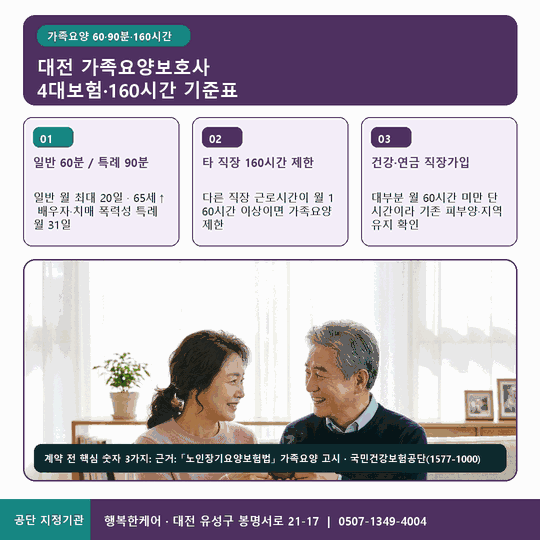 가족요양 60·90분·160시간
대전 가족요양보호사
4대보험·160시간 기준표
01
일반 60분 / 특례 90분
일반 월 최대 20일 · 65세↑
배우자·치매 폭력성 특례
월 31일
02
타 직장 160시간 제한
다른 직장 근로시간이 월 1
60시간 이상이면 가족요양
제한
03
건강·연금 직장가입
대부분 월 60시간 미만 단
시간이라 기존 피부양·지역
유지 확인
계약 전 핵심 숫자 3가지: 근거: 「노인장기요양보험법」 가족요양 고시 · 국민건강보험공단(1577-1000)
공단 지정기관
행복한케어 · 대전 유성구 봉명서로 21-17 | 0507-1349-4004